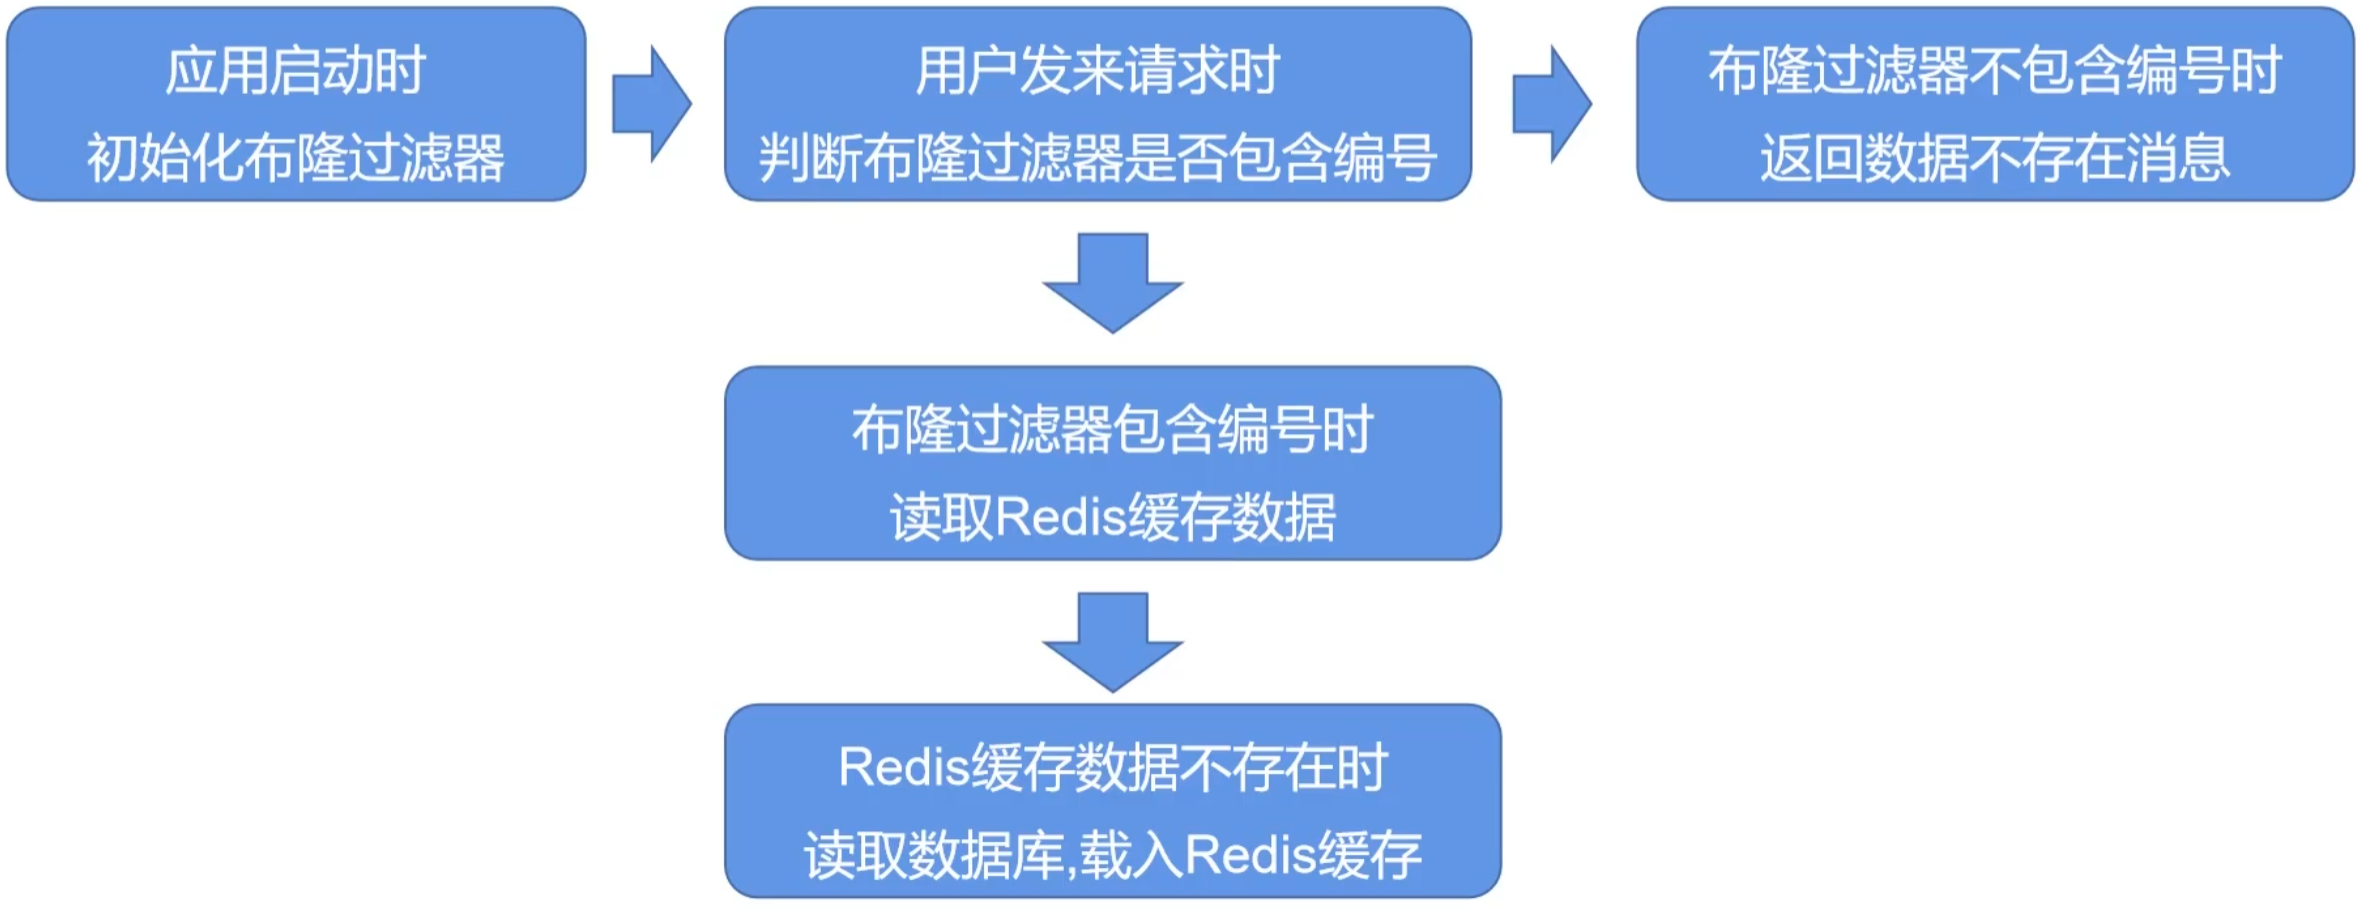 应用启动时
初始化布隆过滤器
用户发来请求时
判断布隆过滤器是否包含编号
布隆过滤器不包含编号时
返回数据不存在消息
布隆过滤器包含编号时
读取Redis缓存数据
Redis缓存数据不存在时
读取数据库,载入Redis缓存